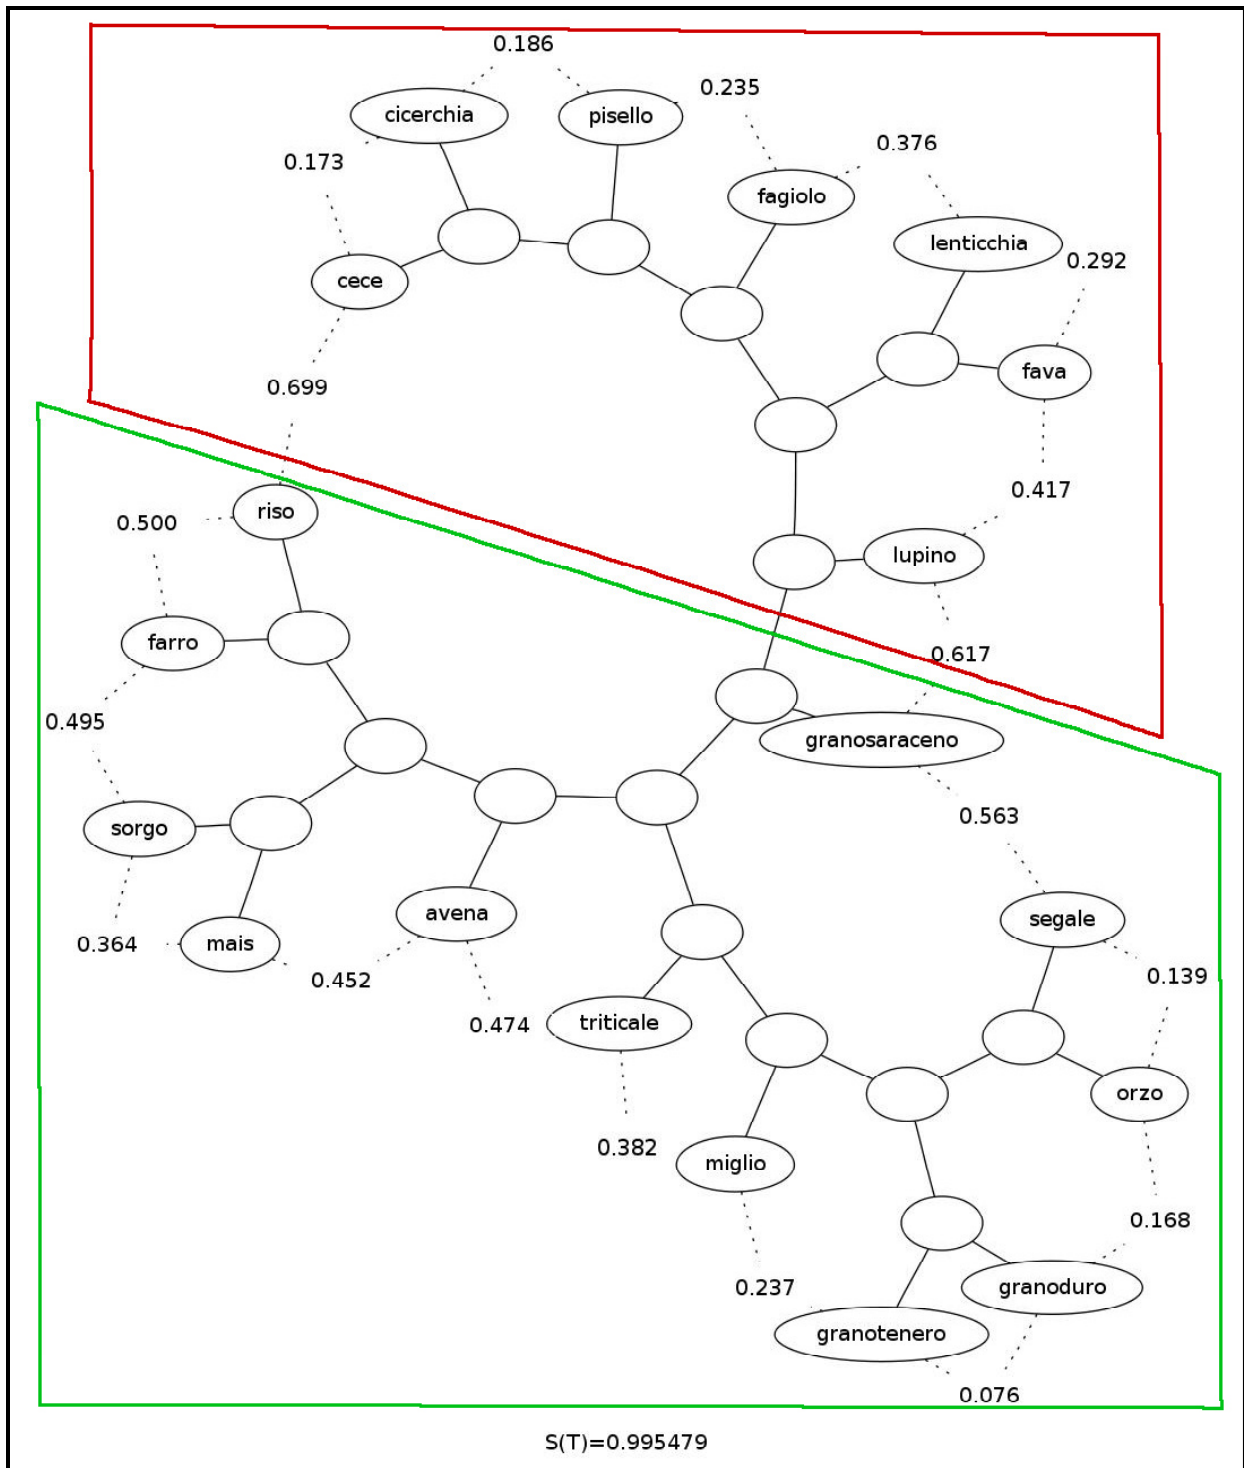 0.186
0.235
cicerchia
pisello
0.376
0.173
fagiolo
lenticchia
0.292
cece
fava
0.699
0.417
riso
0.500
lupino
farro
0.617
0.495
granosaraceno
0.563
sorgo
avena
segale
0.364
mais
0.452
0.139
0.474
triticale
orzo
0.382
miglio
0.168
0.237
granoduro
granotenero
0.076
S(T)=0.995479